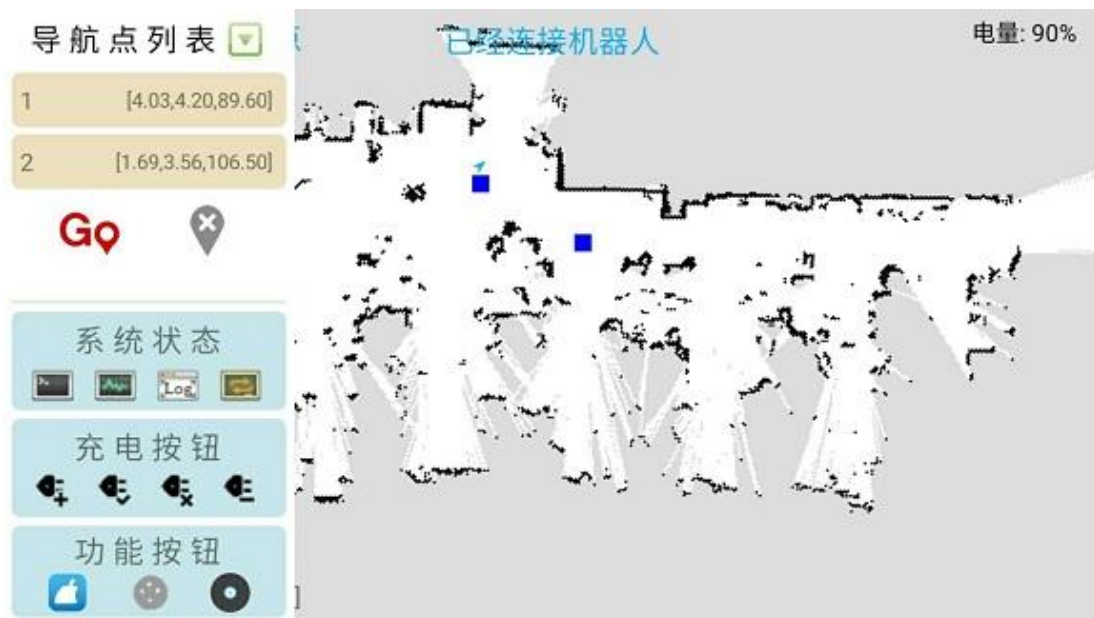 导航点列表
已经连接机器人
电量: 90%
1 [4.03,4.20,89.60]
2 [1.69,3.56,106.50]
Go
系统状态
Log
充电按钮
功能按钮
]